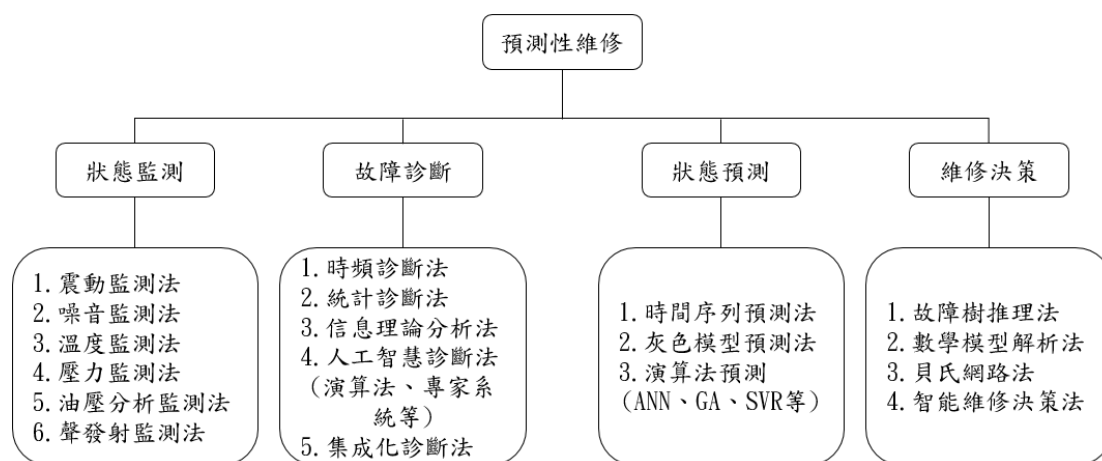 預測性維修
狀態監測
故障診斷
狀態預測
維修決策
1.震動監測法
2.噪音監測法
3.溫度監測法
4.壓力監測法
5.油壓分析監測法
6.聲發射監測法
1.時頻診斷法
2.統計診斷法
3.信息理論分析法
4.人工智慧診斷法
(演算法、專家系
統等)
5.集成化診斷法
1.時間序列預測法
2.灰色模型預測法
3.演算法預測
(ANN、GA、SVR等)
1.故障樹推理法
2.數學模型解析法
3.貝氏網路法
4.智能維修決策法